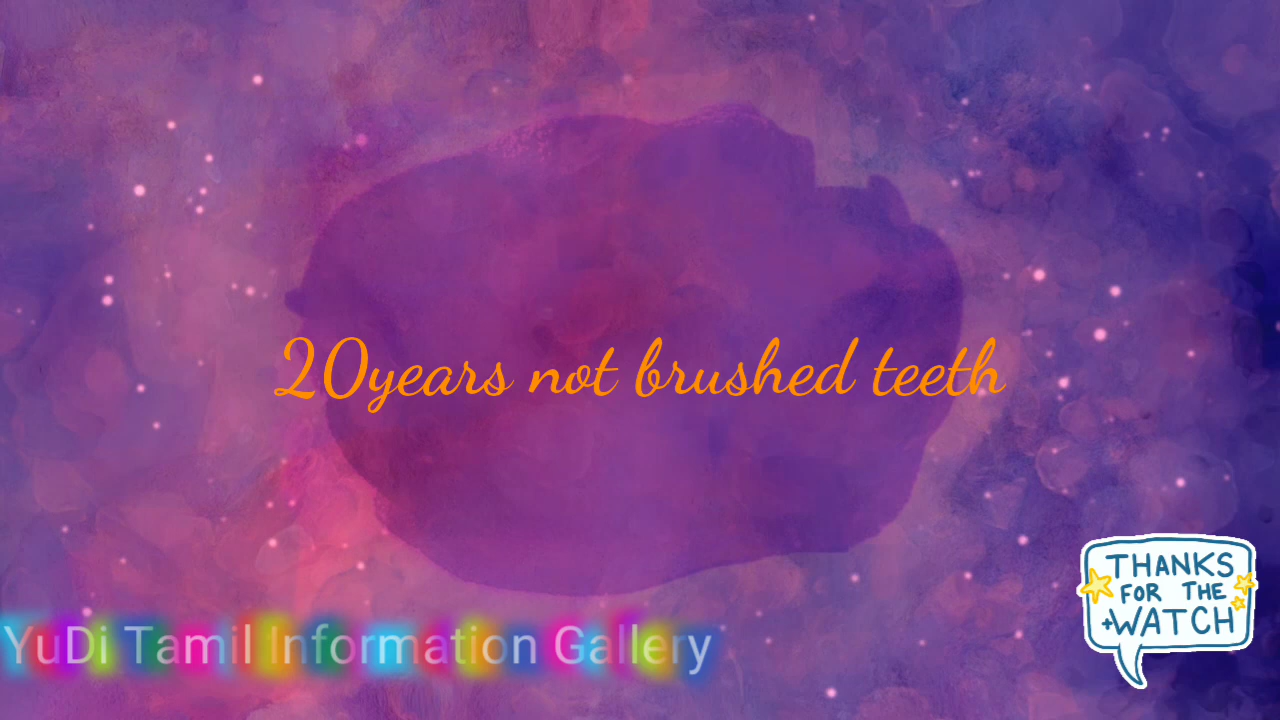 20years not brushed teeth
THANKS
FOR THE
WATCH
YuDi Tamil Information Gallery